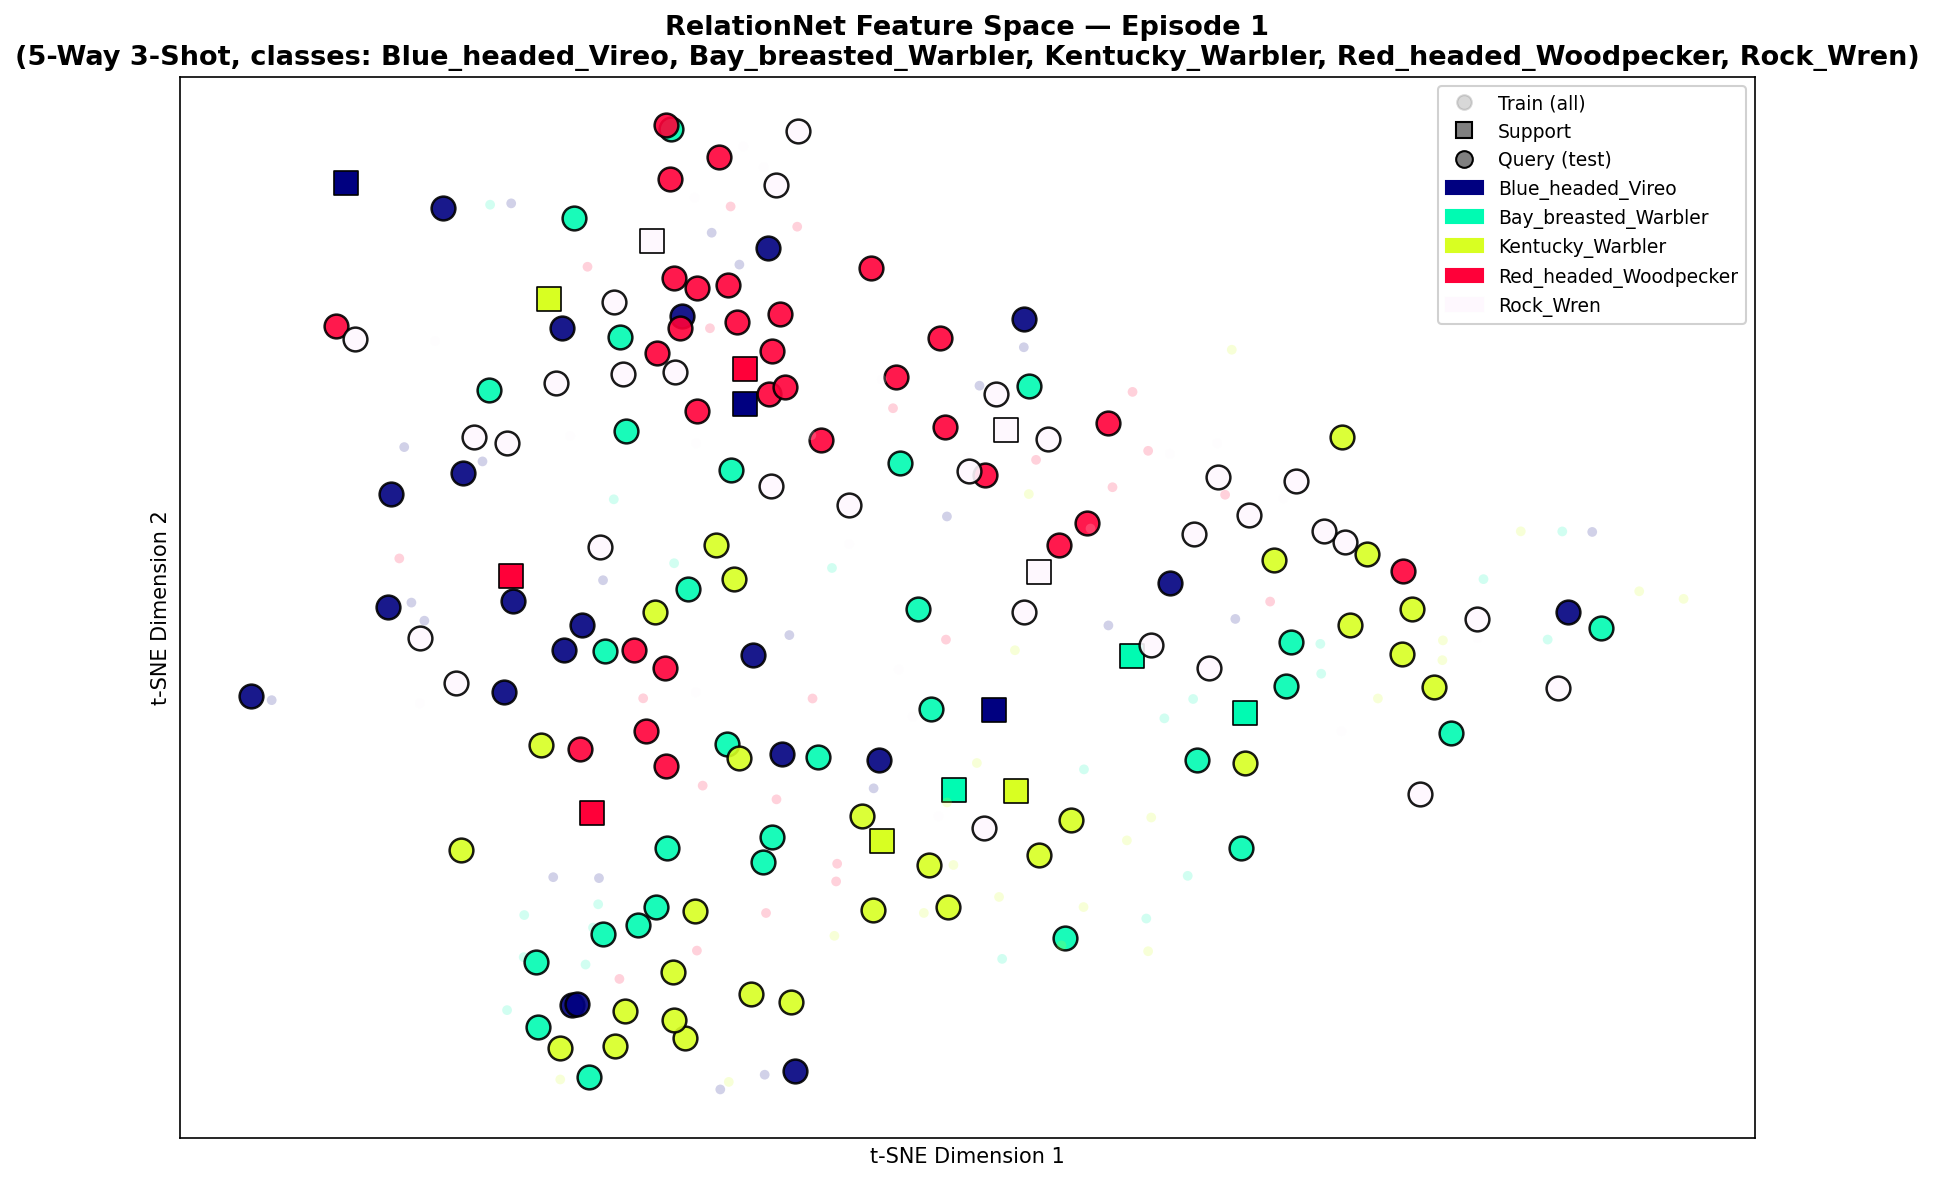 RelationNet Feature Space — Episode 1
(5-Way 3-Shot, classes: Blue_headed_Vireo, Bay_breasted_Warbler, Kentucky_Warbler, Red_headed_Woodpecker, Rock_Wren)
Train (all)
Support
Query (test)
Blue_headed_Vireo
Bay_breasted_Warbler
Kentucky_Warbler
Red_headed_Woodpecker
Rock_Wren
t-SNE Dimension 2
t-SNE Dimension 1